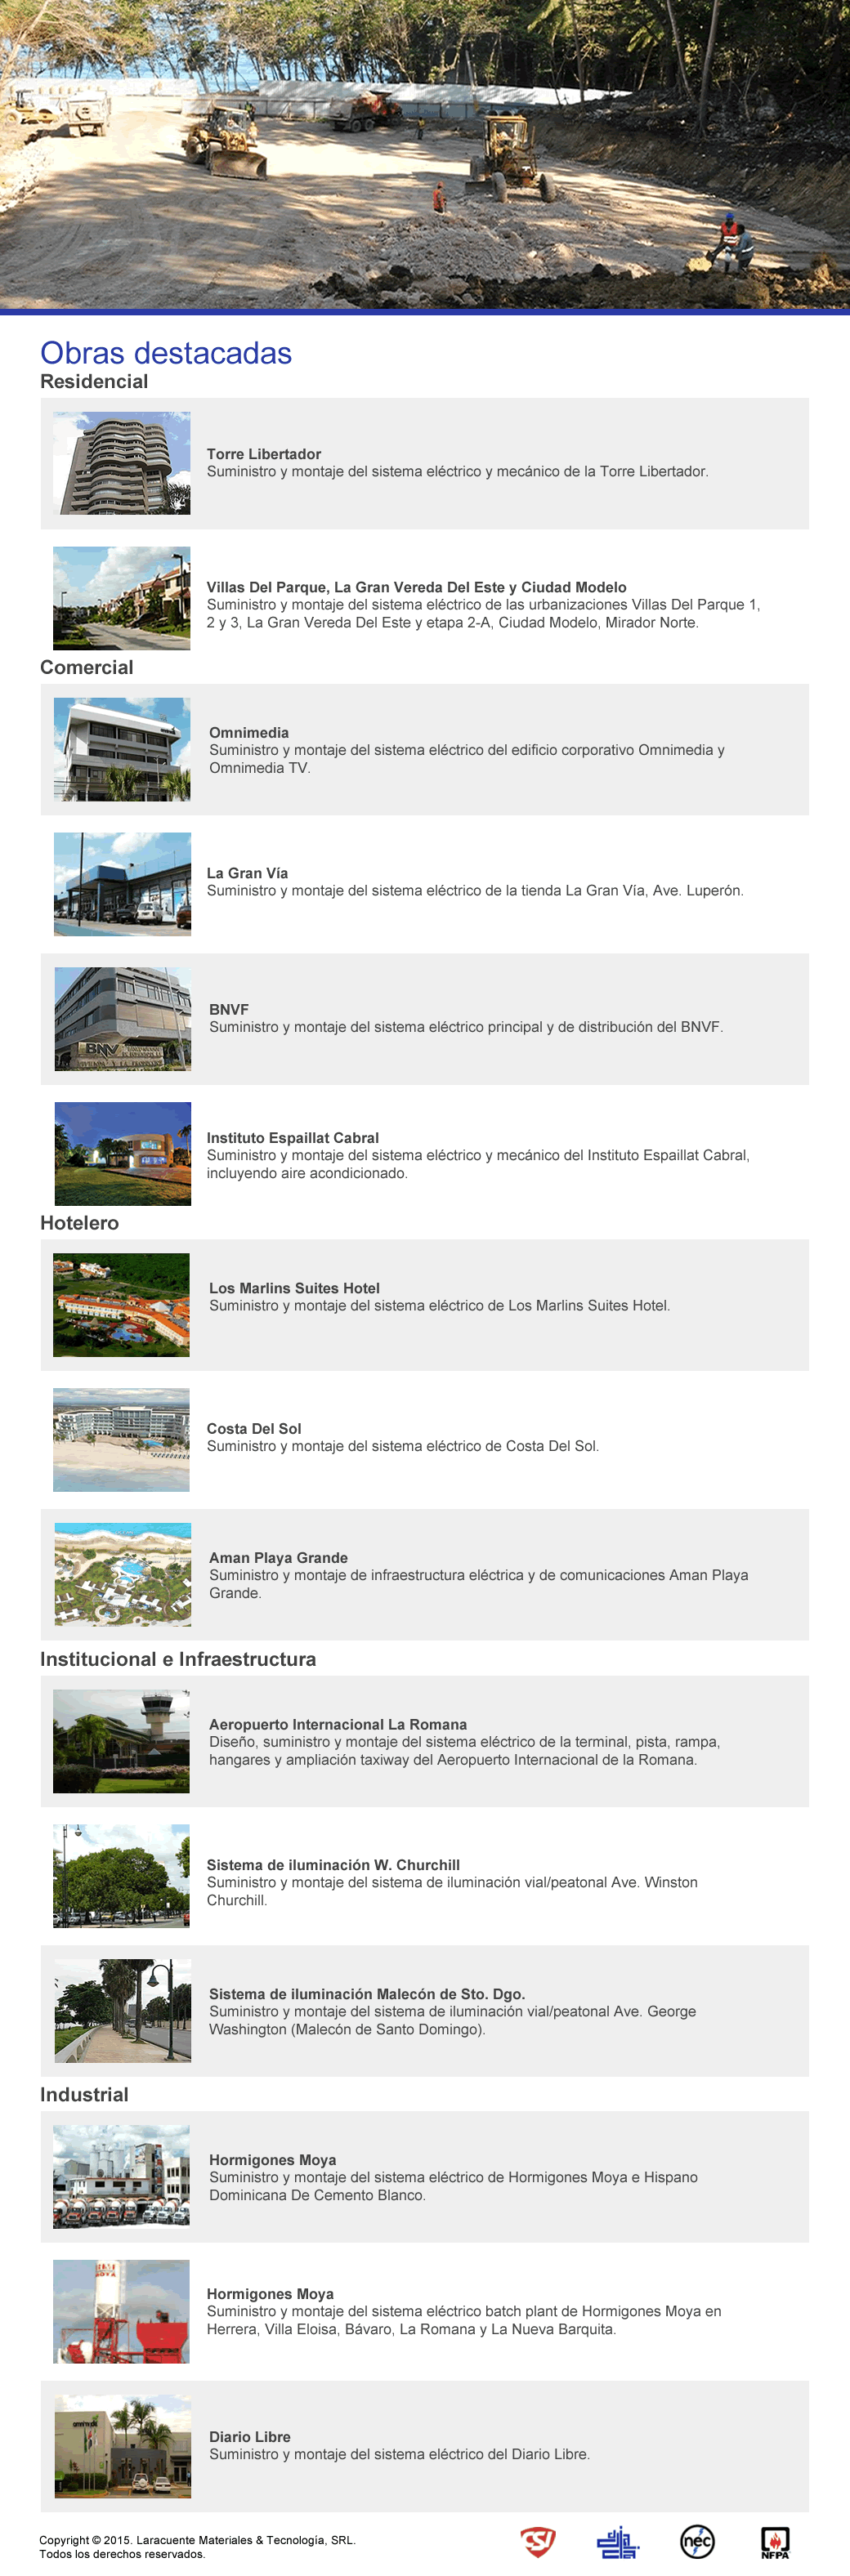 Obras destacadas
Residencial
Torre Libertador
Suministro y montaje del sistema eléctrico y mecánico de la Torre Libertador.
Villas Del Parque, La Gran Vereda Del Este y Ciudad Modelo
Suministro y montaje del sistema eléctrico de las urbanizaciones Villas Del Parque 1,
2 y 3, La Gran Vereda Del Este y etapa 2-A, Ciudad Modelo, Mirador Norte.
Comercial
Omnimedia
Suministro y montaje del sistema eléctrico del edificio corporativo Omnimedia y
Omnimedia TV.
La Gran Vía
Suministro y montaje del sistema eléctrico de la tienda La Gran Vía, Ave. Luperón.
BNV
BNVF
Suministro y montaje del sistema eléctrico principal y de distribución del BNVF.
Instituto Espaillat Cabral
Suministro y montaje del sistema eléctrico y mecánico del Instituto Espaillat Cabral,
incluyendo aire acondicionado.
Hotelero
Los Marlins Suites Hotel
Suministro y montaje del sistema eléctrico de Los Marlins Suites Hotel.
Costa Del Sol
Suministro y montaje del sistema eléctrico de Costa Del Sol.
Aman Playa Grande
Suministro y montaje de infraestructura eléctrica y de comunicaciones Aman Playa
Grande.
Institucional e Infraestructura
Aeropuerto Internacional La Romana
Diseño, suministro y montaje del sistema eléctrico de la terminal, pista, rampa,
hangares y ampliación taxiway del Aeropuerto Internacional de la Romana.
Sistema de iluminación W. Churchill
Suministro y montaje del sistema de iluminación vial/peatonal Ave. Winston
Churchill.
Sistema de iluminación Malecón de Sto. Dgo.
Suministro y montaje del sistema de iluminación vial/peatonal Ave. George
Washington (Malecón de Santo Domingo).
Industrial
Hormigones Moya
Suministro y montaje del sistema eléctrico de Hormigones Moya e Hispano
Dominicana De Cemento Blanco.
Hormigones Moya
Suministro y montaje del sistema eléctrico batch plant de Hormigones Moya en
Herrera, Villa Eloisa, Bávaro, La Romana y La Nueva Barquita.
Diario Libre
Suministro y montaje del sistema eléctrico del Diario Libre.
Copyright © 2015. Laracuente Materiales & Tecnología, SRL.
Todos los derechos reservados.
CSI
nec
NFPA